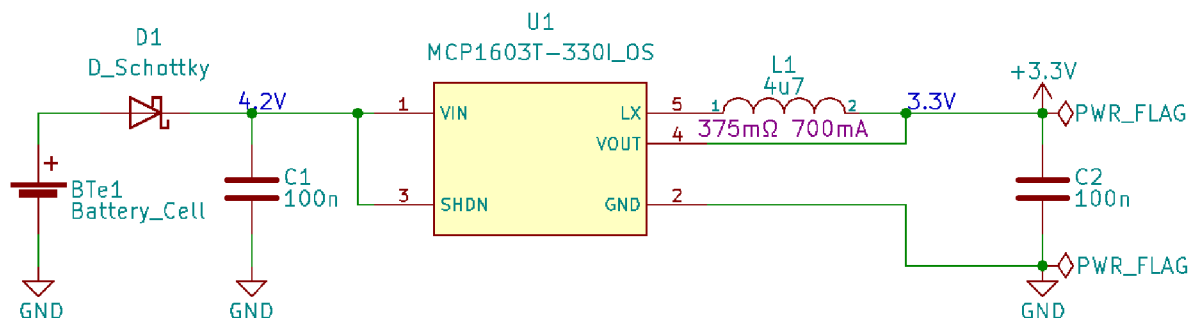 D1
D_Schottky
+
BTe1
Battery_Cell
GND
4.2V
C1
100n
GND
U1
MCP1603T-330I_OS
1
VIN
3
SHDN
LX
5
VOUT
4
GND
2
L1
4u7
1
2
375mΩ 700mA
3.3V
+3.3V
PWR_FLAG
C2
100n
PWR_FLAG
GND